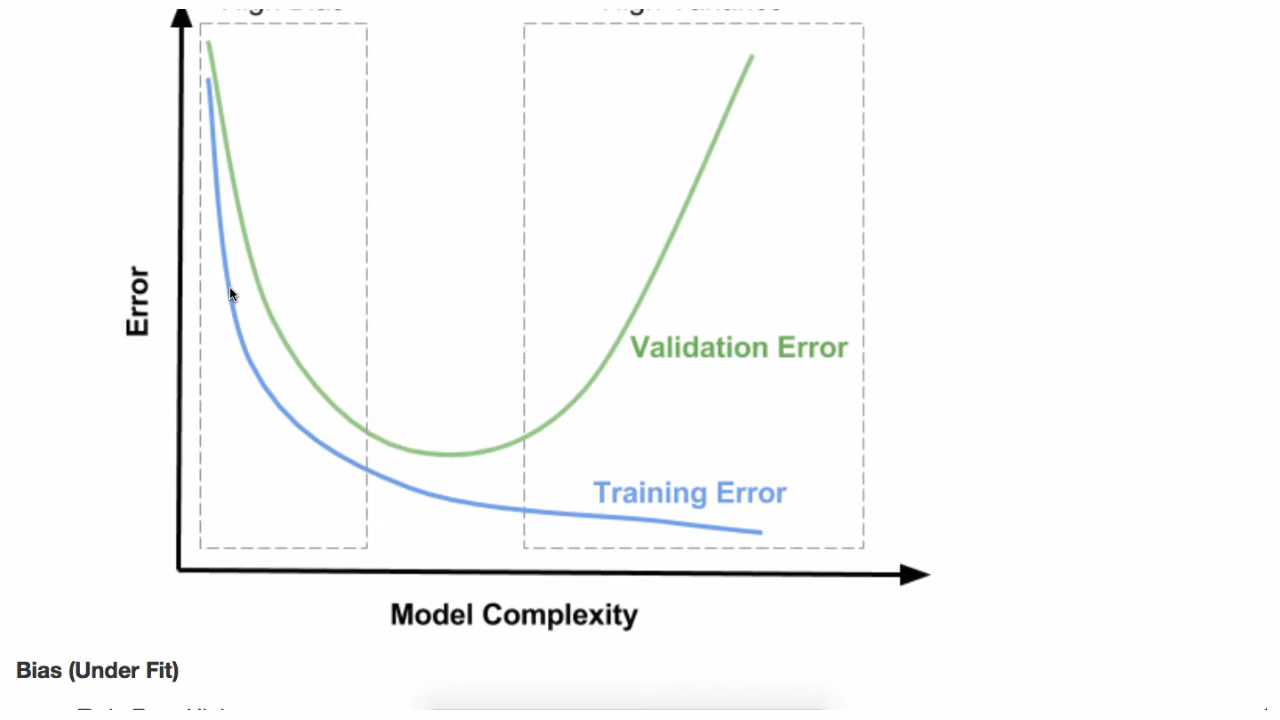 Error
Validation Error
Training Error
Model Complexity
Bias (Under Fit)